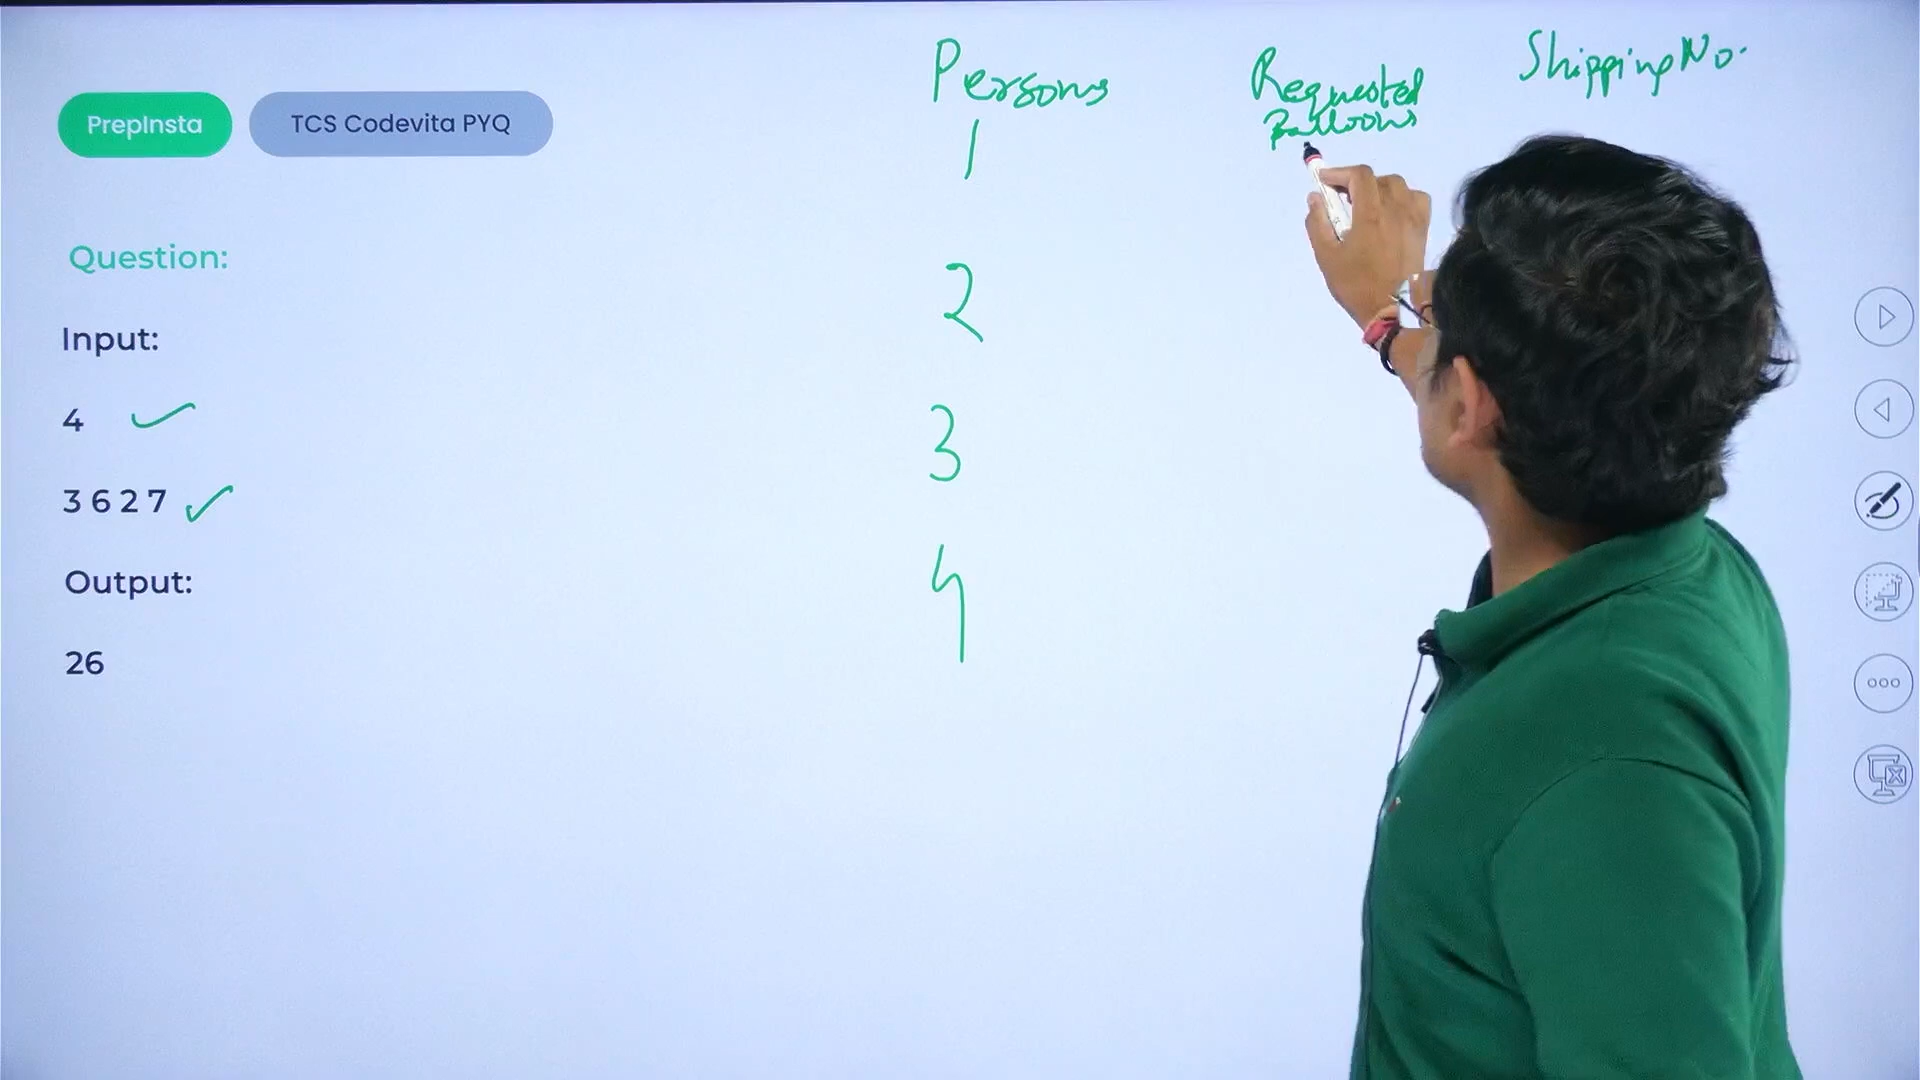 PrepInsta
TCS Codevita PYQ
Question:
Input:
4
3 6 2 7
Output:
26
Persons
1
2
3
4
Requested
Balloons
Shipping No.